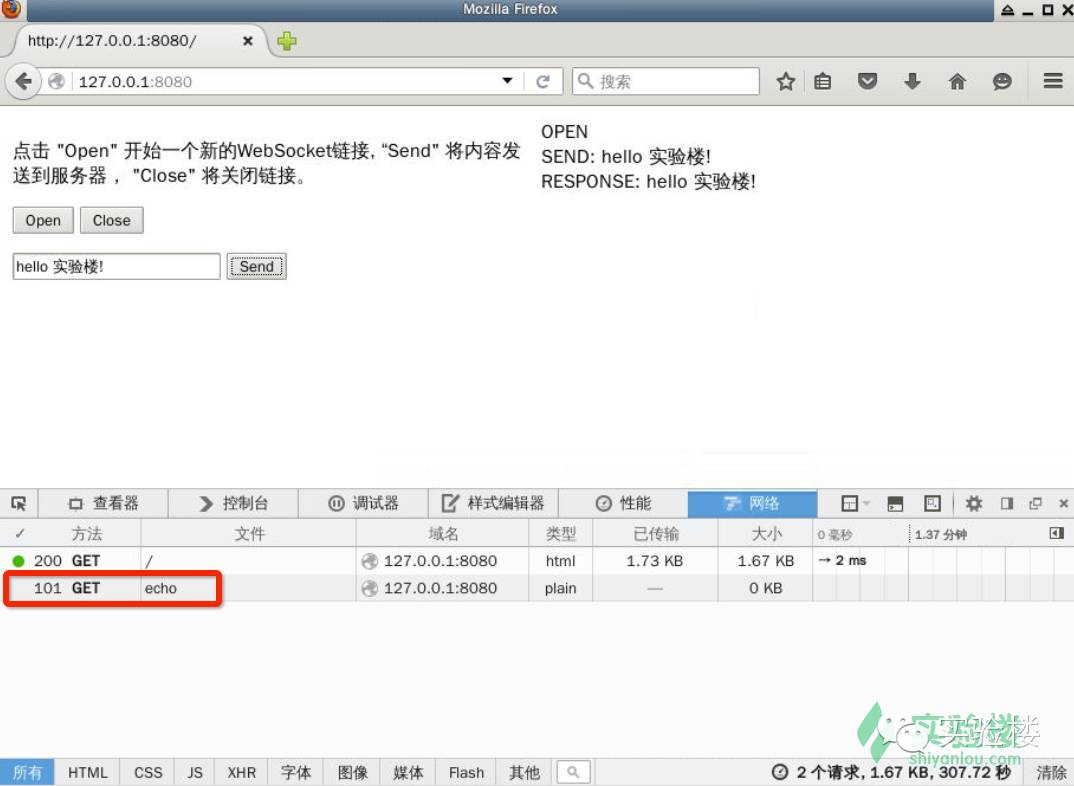 Mozilla Firefox
http://127.0.0.1:8080/
127.0.0.1:8080
搜索
点击 "Open" 开始一个新的WebSocket链接, “Send" 将内容发
送到服务器， "Close" 将关闭链接。
Open Close
hello 实验楼! Send
OPEN
SEND: hello 实验楼!
RESPONSE: hello 实验楼!
查看器 控制台 调试器 样式编辑器 性能 网络
✓ 方法 文件 域名 类型 已传输 大小 0 毫秒 1.37 分钟
200 GET / 127.0.0.1:8080 html 1.73 KB 1.67 KB → 2 ms
101 GET echo 127.0.0.1:8080 plain — 0 KB
实验楼
实验楼
shiyanlou.com
所有 HTML CSS JS XHR 字体 图像 媒体 Flash 其他 2 个请求, 1.67 KB, 307.72 秒 清除